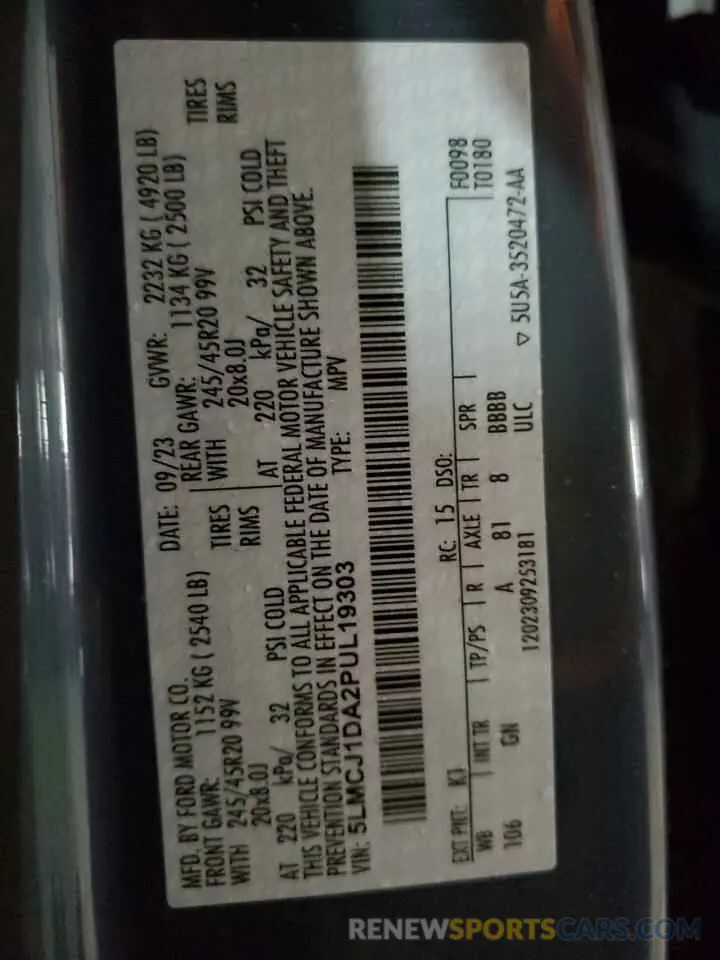 MFD. BY FORD MOTOR CO.
DATE: 09/23 GVWR: 2232 KG ( 4920 LB)
FRONT GAWR: 1152 KG ( 2540 LB) REAR GAWR: 1134 KG ( 2500 LB)
WITH 245/45R20 99V TIRES WITH 245/45R20 99V TIRES
20x8.0J RIMS 20x8.0J RIMS
AT 220 kPa/ 32 PSI COLD AT 220 kPa/ 32 PSI COLD
THIS VEHICLE CONFORMS TO ALL APPLICABLE FEDERAL MOTOR VEHICLE SAFETY AND THEFT
PREVENTION STANDARDS IN EFFECT ON THE DATE OF MANUFACTURE SHOWN ABOVE.
VIN: 5LMCJ1DA2PUL19303 TYPE: MPV
F0098
T0180
EXT PNT: K1 RC: 15 DSO:
WB INT TR TP/PS R AXLE TR SPR
106 GN A 81 8 BBBB
1202309253181 ULC ▽ 5U5A-3520472-AA
RENEWSPORTSCARS.COM